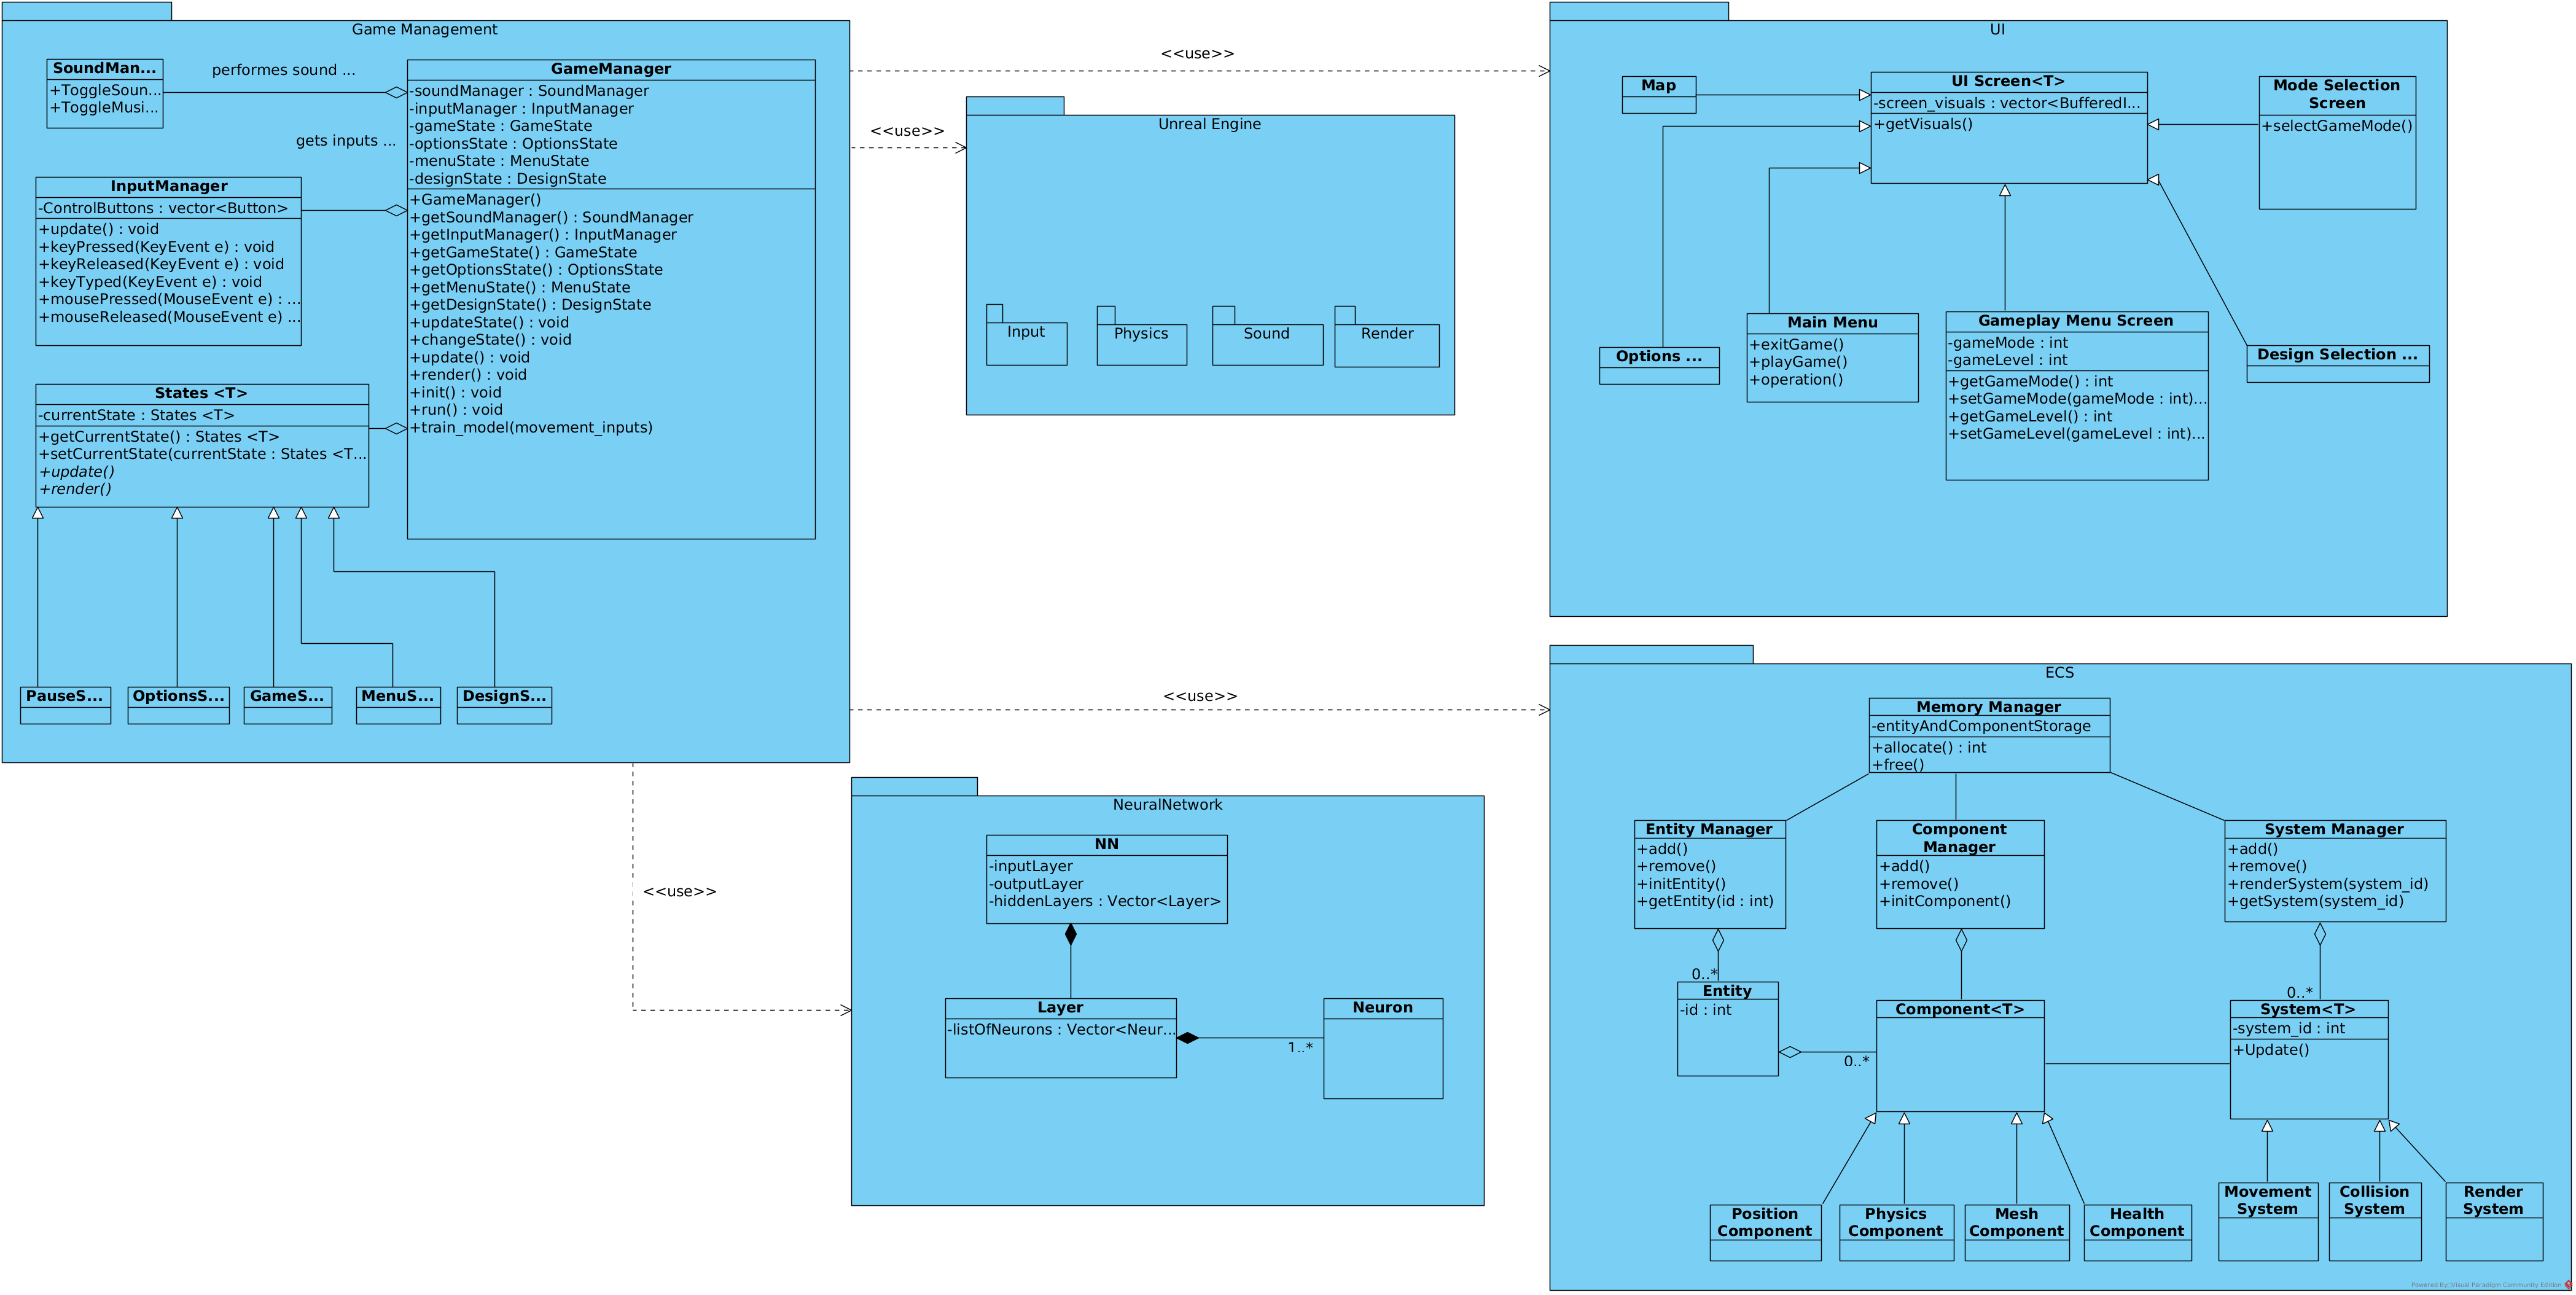 Game Management
SoundMan...
+ToggleSoun...
+ToggleMusi...
performes sound ...
gets inputs ...
GameManager
-soundManager : SoundManager
-inputManager : InputManager
-gameState : GameState
-optionsState : OptionsState
-menuState : MenuState
-designState : DesignState
+GameManager()
+getSoundManager() : SoundManager
+getInputManager() : InputManager
+getGameState() : GameState
+getOptionsState() : OptionsState
+getMenuState() : MenuState
+getDesignState() : DesignState
+updateState() : void
+changeState() : void
+update() : void
+render() : void
+init() : void
+run() : void
+train_model(movement_inputs)
InputManager
-ControlButtons : vector<Button>
+update() : void
+keyPressed(KeyEvent e) : void
+keyReleased(KeyEvent e) : void
+keyTyped(KeyEvent e) : void
+mousePressed(MouseEvent e) : ...
+mouseReleased(MouseEvent e) ...
States <T>
-currentState : States <T>
+getCurrentState() : States <T>
+setCurrentState(currentState : States <T...
+update()
+render()
PauseS...
OptionsS...
GameS...
MenuS...
DesignS...
<<use>>
<<use>>
<<use>>
<<use>>
Unreal Engine
Input
Physics
Sound
Render
UI
Map
UI Screen<T>
-screen_visuals : vector<BufferedI...
+getVisuals()
Mode Selection
Screen
+selectGameMode()
Options ...
Main Menu
+exitGame()
+playGame()
+operation()
Gameplay Menu Screen
-gameMode : int
-gameLevel : int
+getGameMode() : int
+setGameMode(gameMode : int)...
+getGameLevel() : int
+setGameLevel(gameLevel : int)...
Design Selection ...
NeuralNetwork
NN
-inputLayer
-outputLayer
-hiddenLayers : Vector<Layer>
Layer
-listOfNeurons : Vector<Neur...
1..*
Neuron
ECS
Memory Manager
-entityAndComponentStorage
+allocate() : int
+free()
Entity Manager
+add()
+remove()
+initEntity()
+getEntity(id : int)
Component
Manager
+add()
+remove()
+initComponent()
System Manager
+add()
+remove()
+renderSystem(system_id)
+getSystem(system_id)
0..*
Entity
-id : int
0..*
Component<T>
0..*
System<T>
-system_id : int
+Update()
Position
Component
Physics
Component
Mesh
Component
Health
Component
Movement
System
Collision
System
Render
System
Powered By Visual Paradigm Community Edition